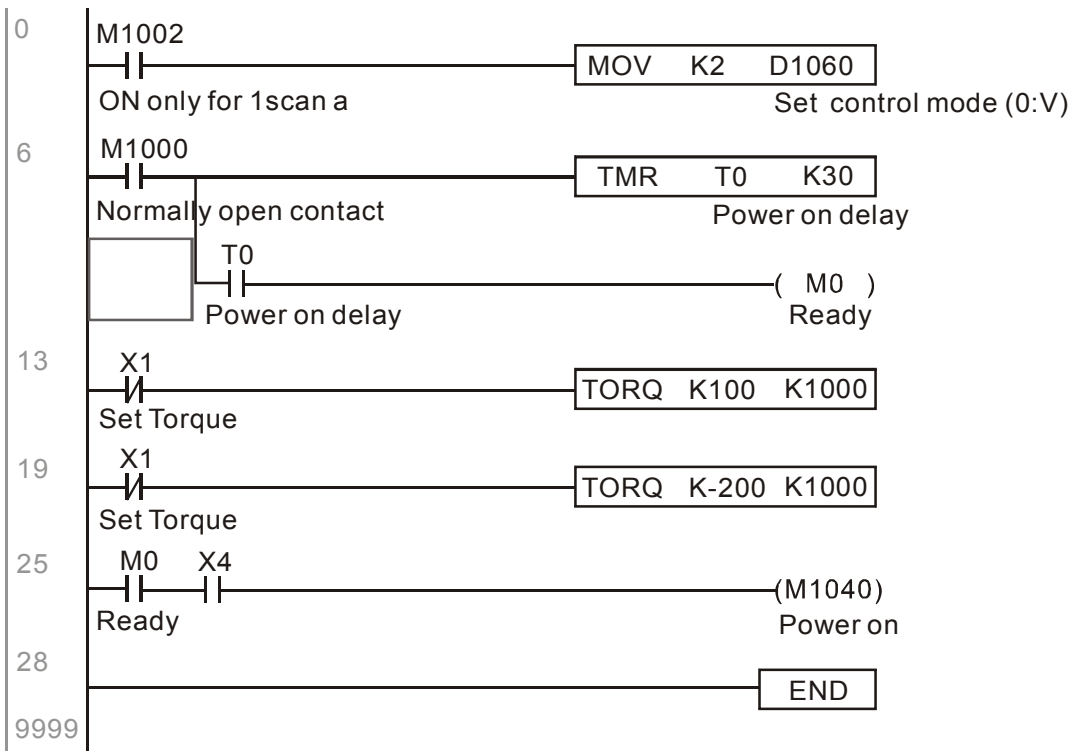 0
M1002
MOV K2 D1060
ON only for 1scan a
Set control mode (0:V)
6
M1000
TMR T0 K30
Normally open contact
Power on delay
T0
( M0 )
Power on delay
Ready
13
X1
TORQ K100 K1000
Set Torque
19
X1
TORQ K-200 K1000
Set Torque
25
M0 X4
(M1040)
Ready
Power on
28
END
9999